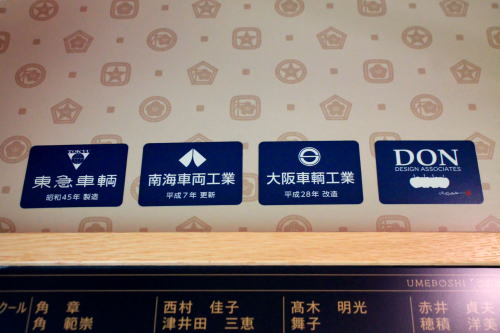 TOKYU
東急車輌
昭和45年 製造
南海車両工業
平成7年 更新
大阪車輌工業
平成28年 改造
DON
DESIGN ASSOCIATES
UMEBOSHI
クール
角 章
西村 佳子
髙木 明光
赤井 貞夫
角 範崇
津井田 三恵
舞子
穂積 洋